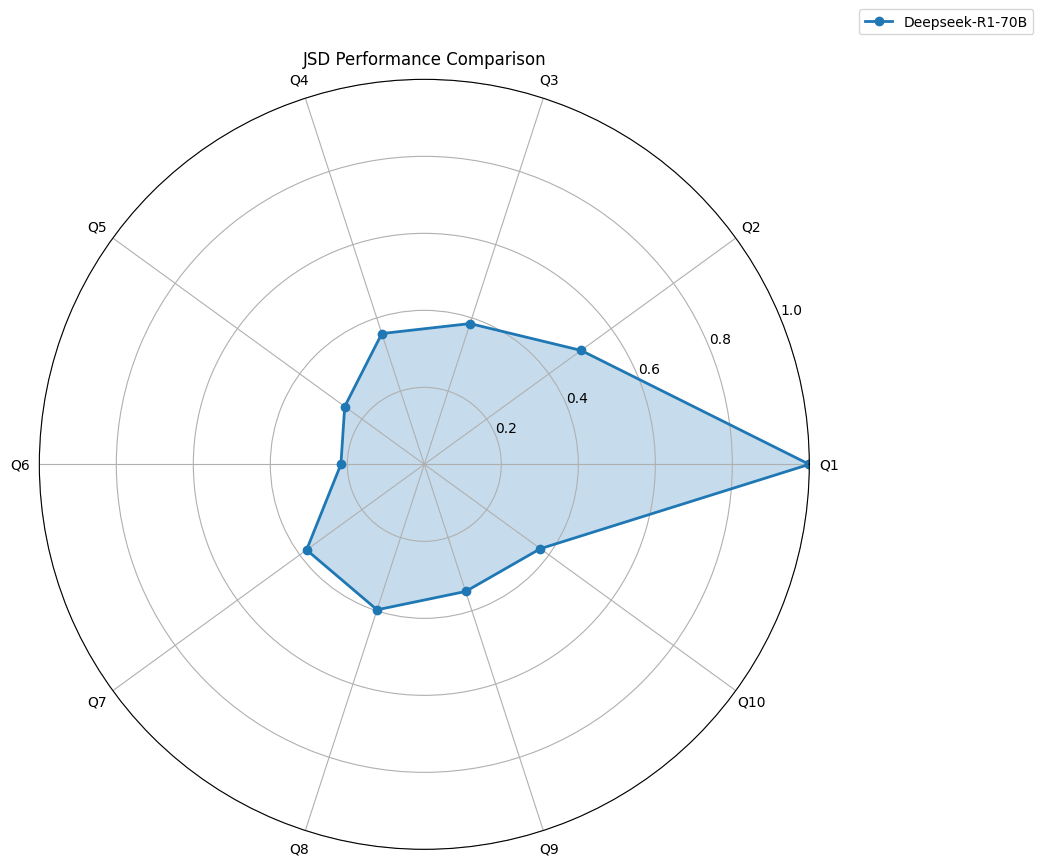 Deepseek-R1-70B
JSD Performance Comparison
Q4
Q3
Q5
Q2
1.0
0.8
0.6
0.4
0.2
Q6
Q1
Q7
Q10
Q8
Q9